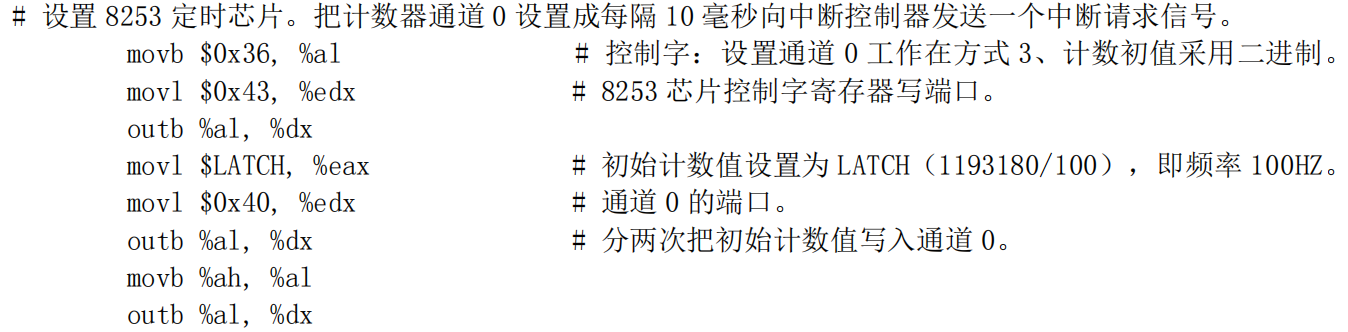 # 设置 8253 定时芯片。把计数器通道 0 设置成每隔 10 毫秒向中断控制器发送一个中断请求信号。
movb $0x36, %al # 控制字：设置通道 0 工作在方式 3、计数初值采用二进制。
movl $0x43, %edx # 8253 芯片控制字寄存器写端口。
outb %al, %dx
movl $LATCH, %eax # 初始计数值设置为 LATCH（1193180/100），即频率 100HZ。
movl $0x40, %edx # 通道 0 的端口。
outb %al, %dx # 分两次把初始计数值写入通道 0。
movb %ah, %al
outb %al, %dx